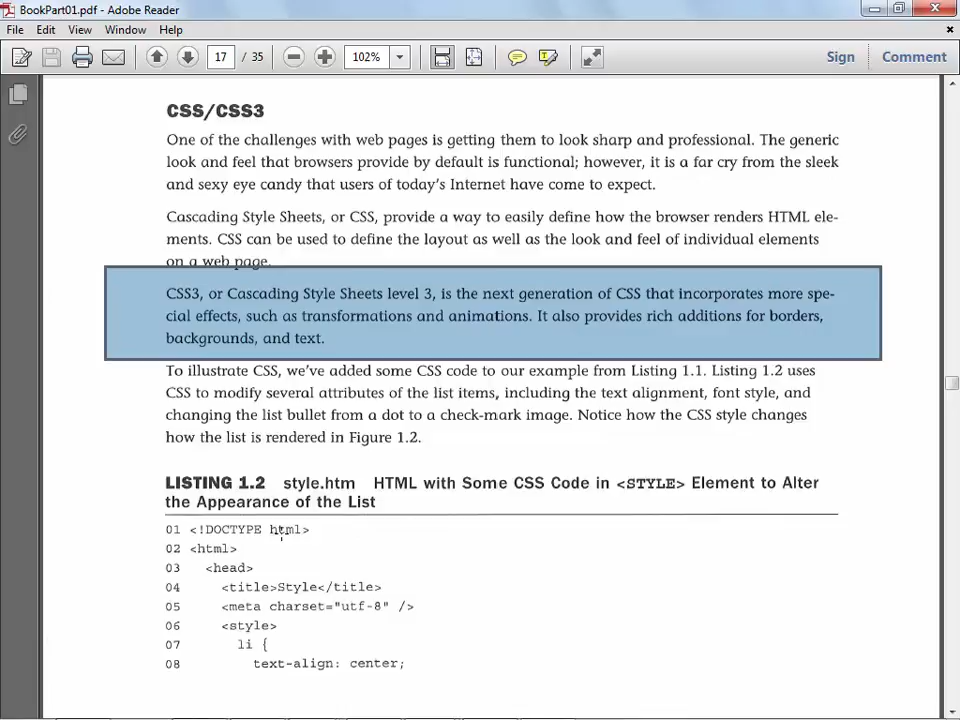 BookPart01.pdf - Adobe Reader
File Edit View Window Help
17 / 35 102% Sign Comment
CSS/CSS3
One of the challenges with web pages is getting them to look sharp and professional. The generic
look and feel that browsers provide by default is functional; however, it is a far cry from the sleek
and sexy eye candy that users of today's Internet have come to expect.
Cascading Style Sheets, or CSS, provide a way to easily define how the browser renders HTML ele-
ments. CSS can be used to define the layout as well as the look and feel of individual elements
on a web page.
CSS3, or Cascading Style Sheets level 3, is the next generation of CSS that incorporates more spe-
cial effects, such as transformations and animations. It also provides rich additions for borders,
backgrounds, and text.
To illustrate CSS, we've added some CSS code to our example from Listing 1.1. Listing 1.2 uses
CSS to modify several attributes of the list items, including the text alignment, font style, and
changing the list bullet from a dot to a check-mark image. Notice how the CSS style changes
how the list is rendered in Figure 1.2.
LISTING 1.2 style.htm HTML with Some CSS Code in <STYLE> Element to Alter
the Appearance of the List
01 <!DOCTYPE html>
02 <html>
03 <head>
04 <title>Style</title>
05 <meta charset="utf-8" />
06 <style>
07 li {
08 text-align: center;